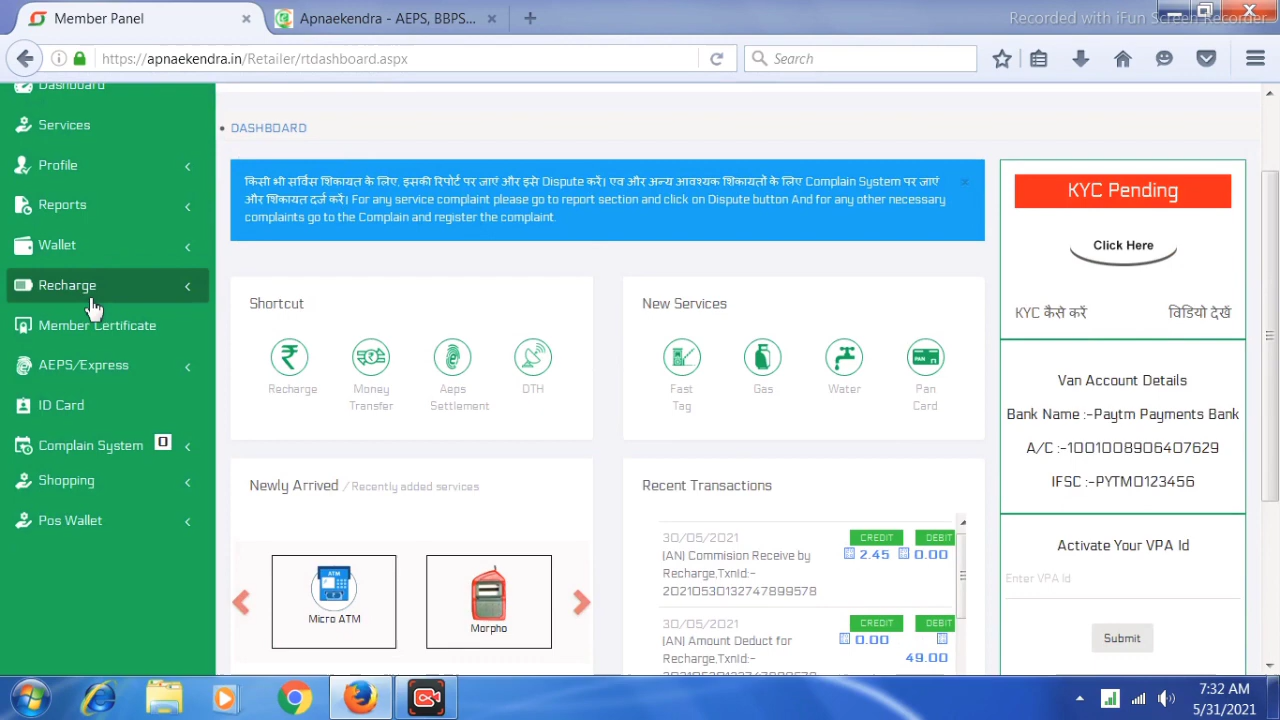 Member Panel
Apnaekendra - AEPS, BBPS...
Recorded with iFun Screen Recorder
https://apnaekendra.in/Retailer/rtdashboard.aspx
Search
Dashboard
Services
Profile
Reports
Wallet
Recharge
Member Certificate
AEPS/Express
ID Card
Complain System 0
Shopping
Pos Wallet
DASHBOARD
किसी भी सर्विस शिकायत के लिए, इसकी रिपोर्ट पर जाएं और इसे Dispute करें। एव और अन्य आवश्यक शिकायतों के लिए Complain System पर जाएं
और शिकायत दर्ज करें। For any service complaint please go to report section and click on Dispute button And for any other necessary
complaints go to the Complain and register the complaint.
×
Shortcut
Recharge
Money
Transfer
Aeps
Settlement
DTH
New Services
Fast
Tag
Gas
Water
PAN
Pan
Card
Newly Arrived / Recently added services
ATM
Micro ATM
Morpho
Recent Transactions
30/05/2021 CREDIT DEBIT
(AN) Commision Receive by 2.45 0.00
Recharge,TxnId:-
20210530132747899578
30/05/2021 CREDIT DEBIT
(AN) Amount Deduct for 0.00
Recharge,TxnId:- 49.00
KYC Pending
Click Here
KYC कैसे करें विडियो देखें
Van Account Details
Bank Name :-Paytm Payments Bank
A/C :-1001008906407629
IFSC :-PYTM0123456
Activate Your VPA Id
Enter VPA Id
Submit
7:32 AM
5/31/2021